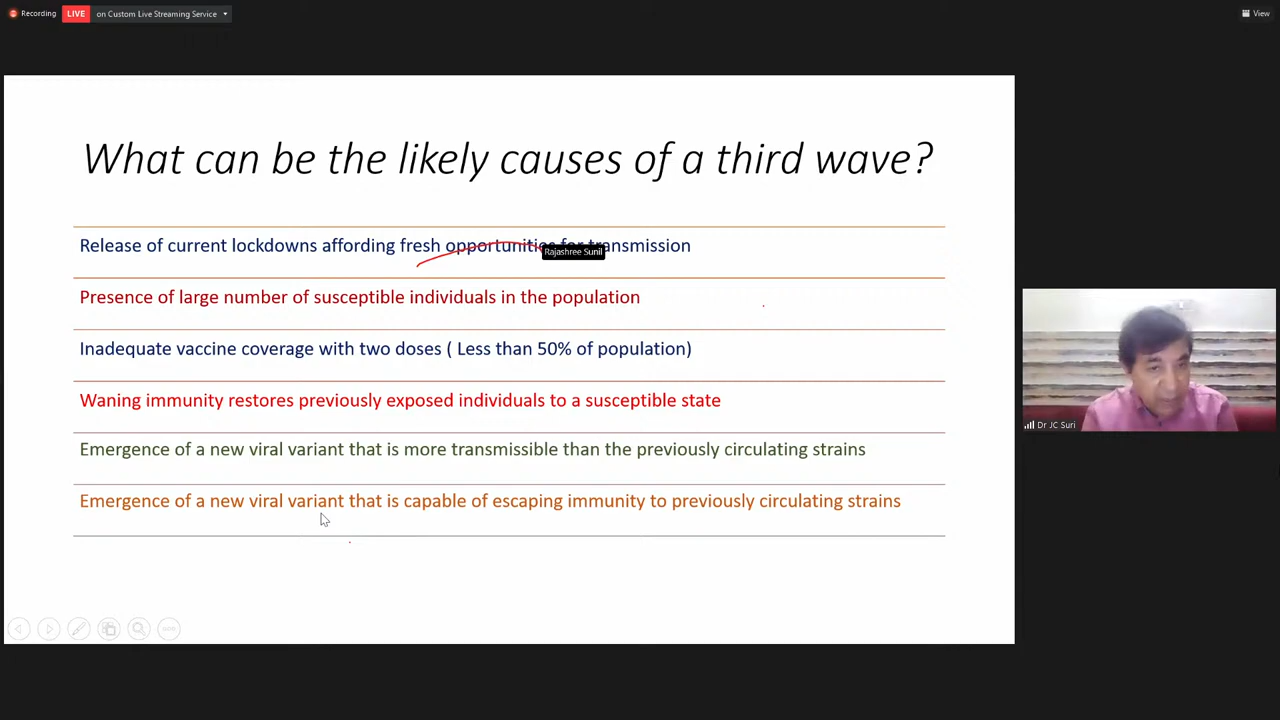 Recording LIVE on Custom Live Streaming Service View
What can be the likely causes of a third wave?
Release of current lockdowns affording fresh opportunities for transmission
Rajashree Sunil
Presence of large number of susceptible individuals in the population
Inadequate vaccine coverage with two doses ( Less than 50% of population)
Waning immunity restores previously exposed individuals to a susceptible state
Dr JC Suri
Emergence of a new viral variant that is more transmissible than the previously circulating strains
Emergence of a new viral variant that is capable of escaping immunity to previously circulating strains